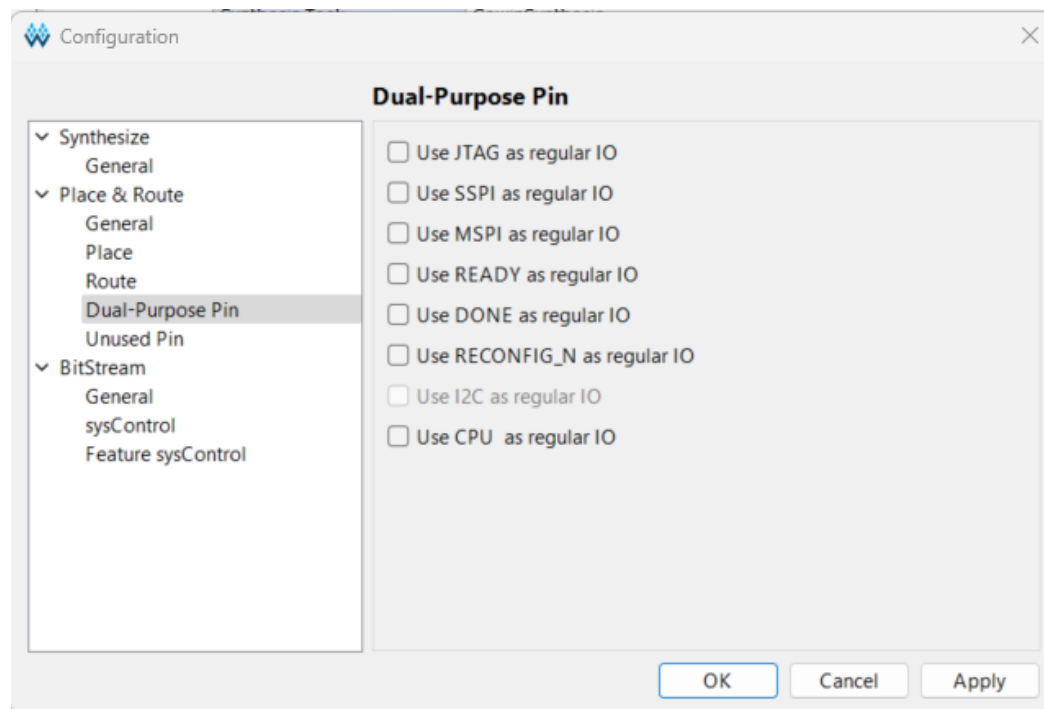 Configuration
Dual-Purpose Pin
Synthesize
General
Place & Route
General
Place
Route
Dual-Purpose Pin
Unused Pin
BitStream
General
sysControl
Feature sysControl
Use JTAG as regular IO
Use SSPI as regular IO
Use MSPI as regular IO
Use READY as regular IO
Use DONE as regular IO
Use RECONFIG_N as regular IO
Use I2C as regular IO
Use CPU  as regular IO
OK
Cancel
Apply